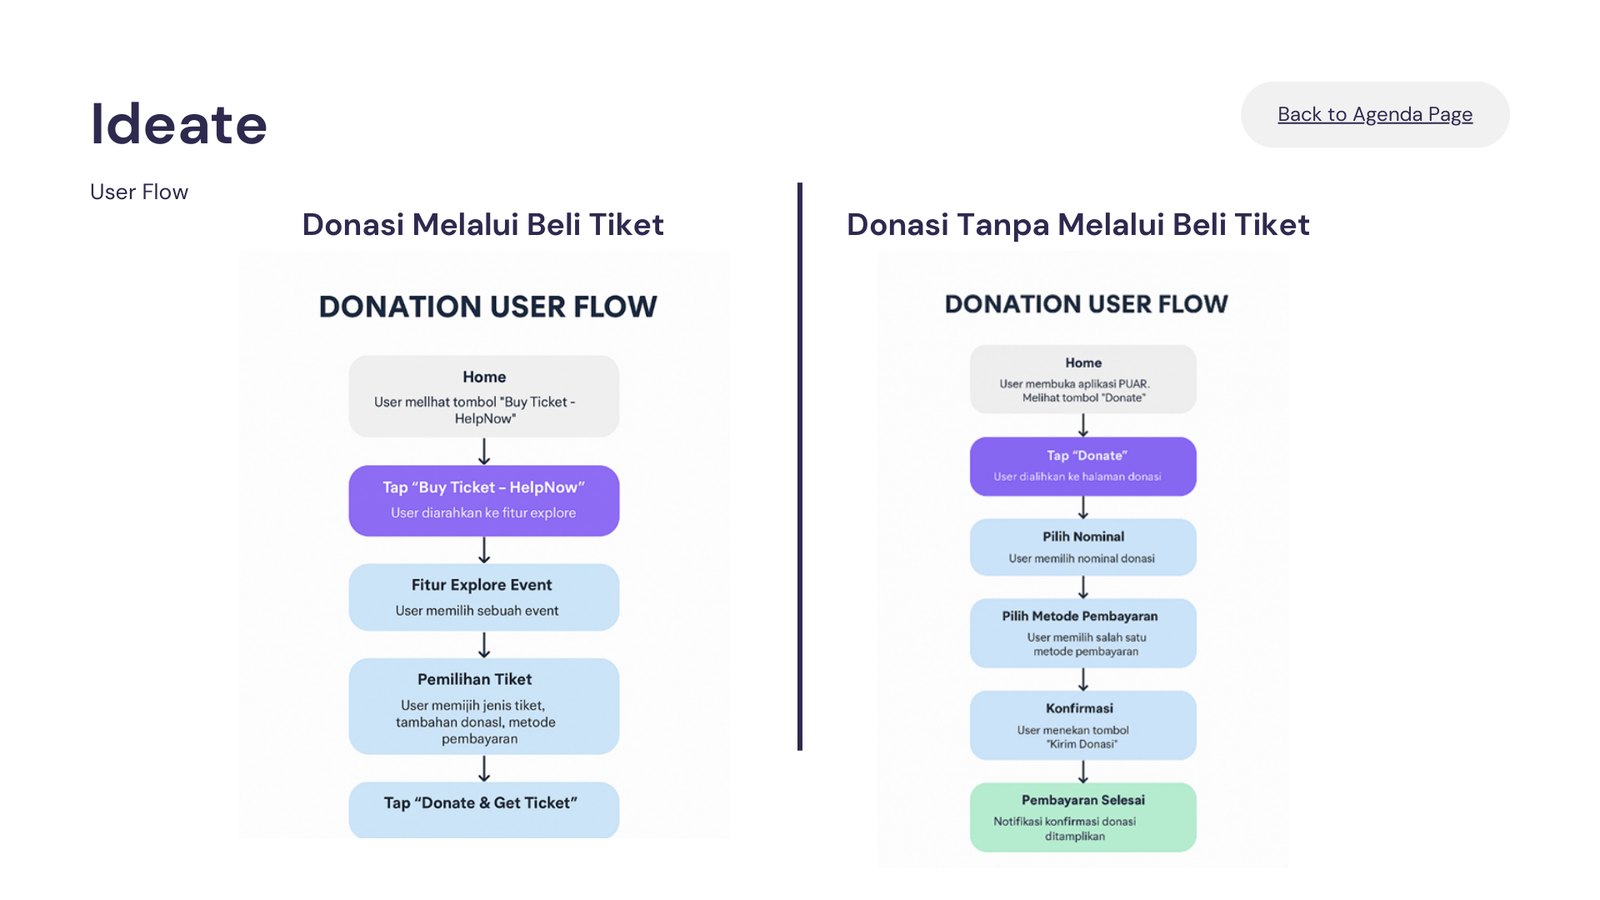 Ideate
Back to Agenda Page
User Flow
Donasi Melalui Beli Tiket
DONATION USER FLOW
Home
User mellhat tombol "Buy Ticket -
HelpNow"
Tap “Buy Ticket – HelpNow”
User diarahkan ke fitur explore
Fitur Explore Event
User memilih sebuah event
Pemilihan Tiket
User memijih jenis tiket,
tambahan donasl, metode
pembayaran
Tap “Donate & Get Ticket”
Donasi Tanpa Melalui Beli Tiket
DONATION USER FLOW
Home
User membuka aplikasi PUAR.
Melihat tombol "Donate"
Tap “Donate”
User dialihkan ke halaman donasi
Pilih Nominal
User memilih nominal donasi
Pilih Metode Pembayaran
User memilih salah satu
metode pembayaran
Konfirmasi
User menekan tombol
"Kirim Donasi"
Pembayaran Selesai
Notifikasi konfirmasi donasi
ditamplikan